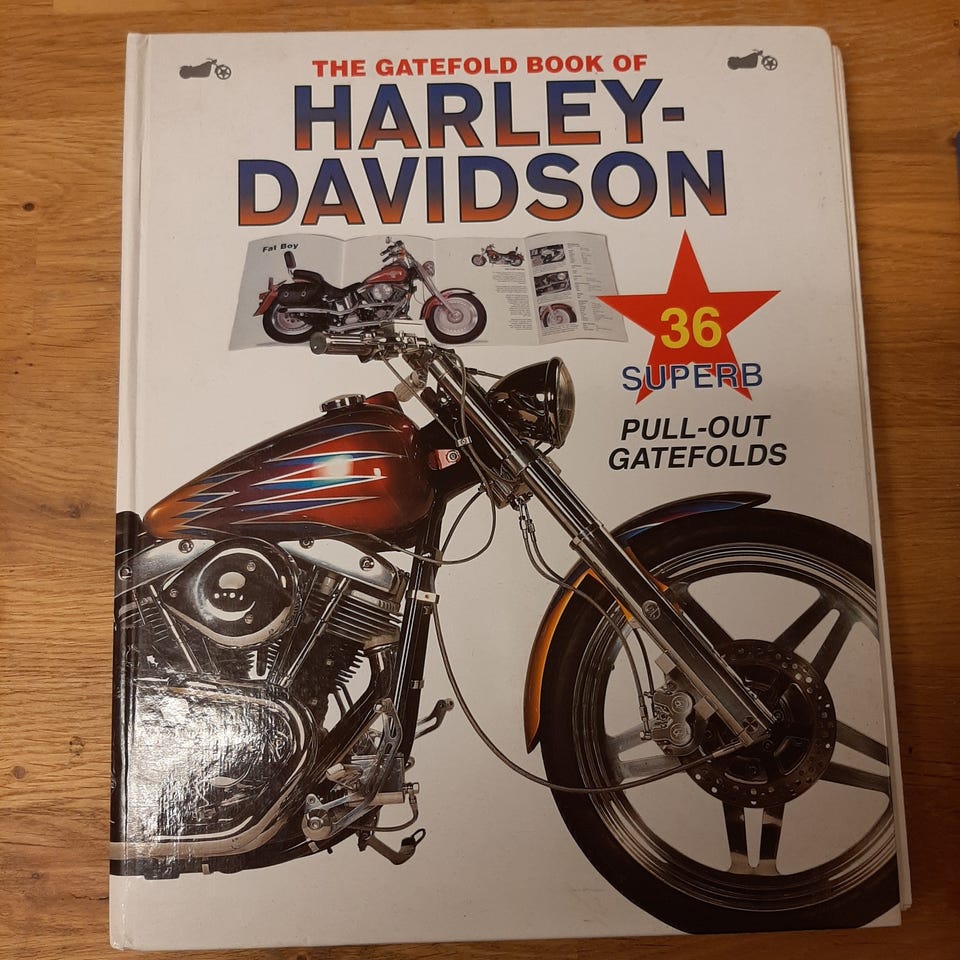 THE GATEFOLD BOOK OF
HARLEY-
DAVIDSON
Fat Boy
36
SUPERB
PULL-OUT
GATEFOLDS